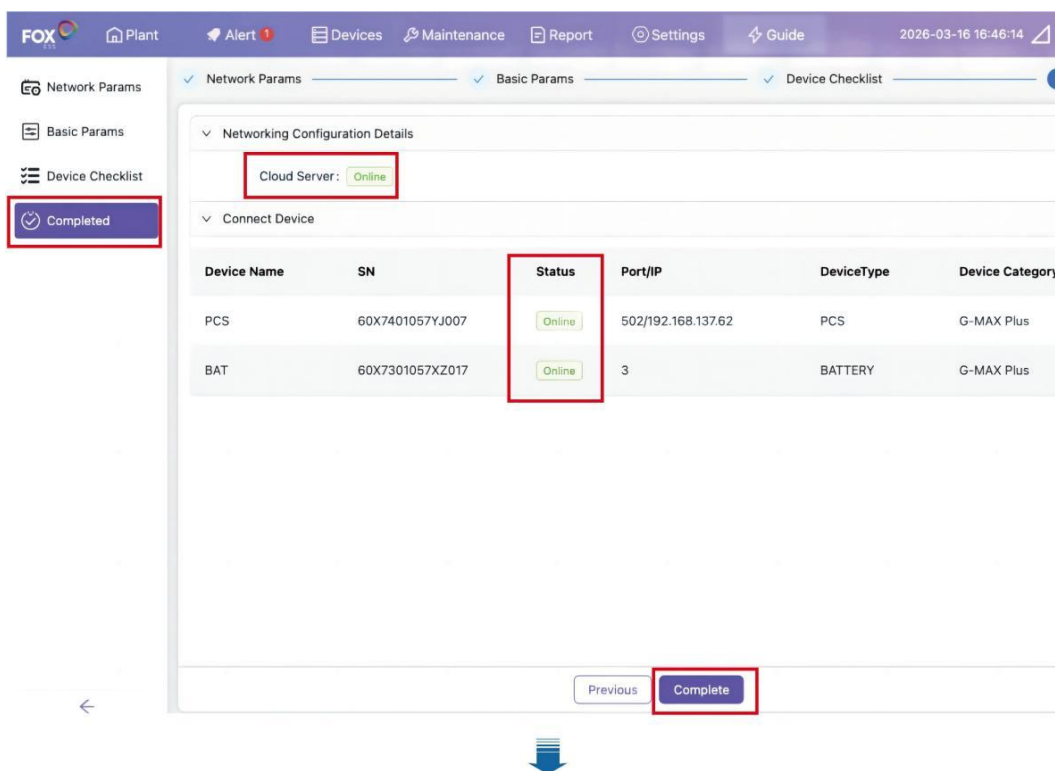 FOX ESS Plant Alert 1 Devices Maintenance Report Settings Guide 2026-03-16 16:46:14
Network Params
Basic Params
Device Checklist
Completed
Network Params Basic Params Device Checklist
Networking Configuration Details
Cloud Server: Online
Connect Device
Device Name SN Status Port/IP DeviceType Device Category
PCS 60X7401057YJ007 Online 502/192.168.137.62 PCS G-MAX Plus
BAT 60X7301057XZ017 Online 3 BATTERY G-MAX Plus
Previous Complete